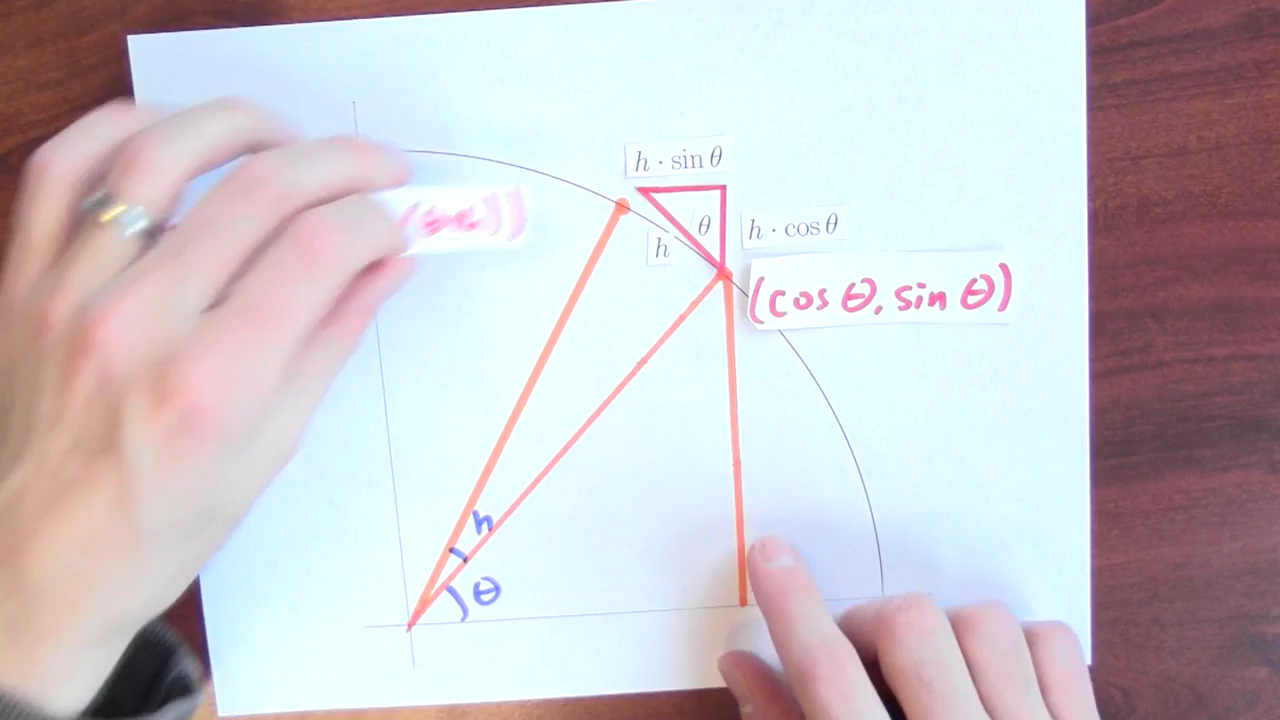 h · sin θ
θ
h · cos θ
h
(cos θ, sin θ)
h
θ